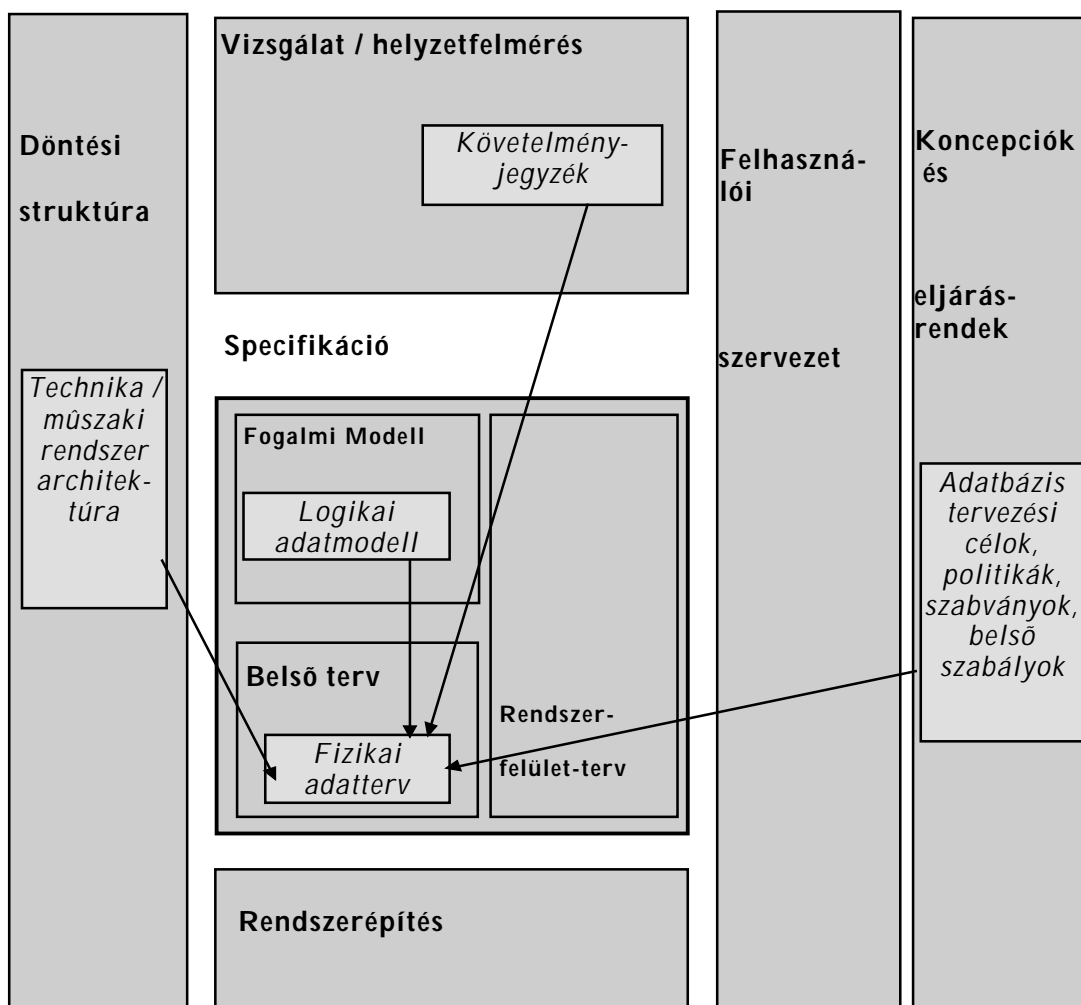 Vizsgálat / helyzetfelmérés
Követelmény-
jegyzék
Döntési
struktúra
Technika /
mûszaki
rendszer
architek-
túra
Specifikáció
Fogalmi Modell
Logikai
adatmodell
Belsõ terv
Fizikai
adatterv
Rendszer-
felület-terv
Rendszerépítés
Felhaszná-
lói
szervezet
Koncepciók
és
eljárás-
rendek
Adatbázis
tervezési
célok,
politikák,
szabványok,
belsõ
szabályok